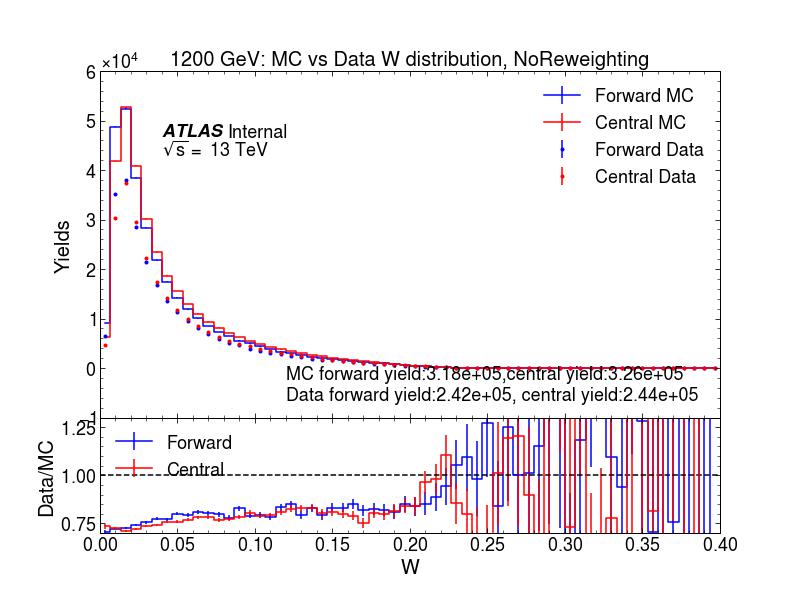 ×10⁴
1200 GeV: MC vs Data W distribution, NoReweighting
6
5
4
3
2
1
0
−1
Yields
ATLAS Internal
√s = 13 TeV
Forward MC
Central MC
Forward Data
Central Data
MC forward yield:3.18e+05,central yield:3.26e+05
Data forward yield:2.42e+05, central yield:2.44e+05
1.25
1.00
0.75
Data/MC
Forward
Central
0.00 0.05 0.10 0.15 0.20 0.25 0.30 0.35 0.40
W